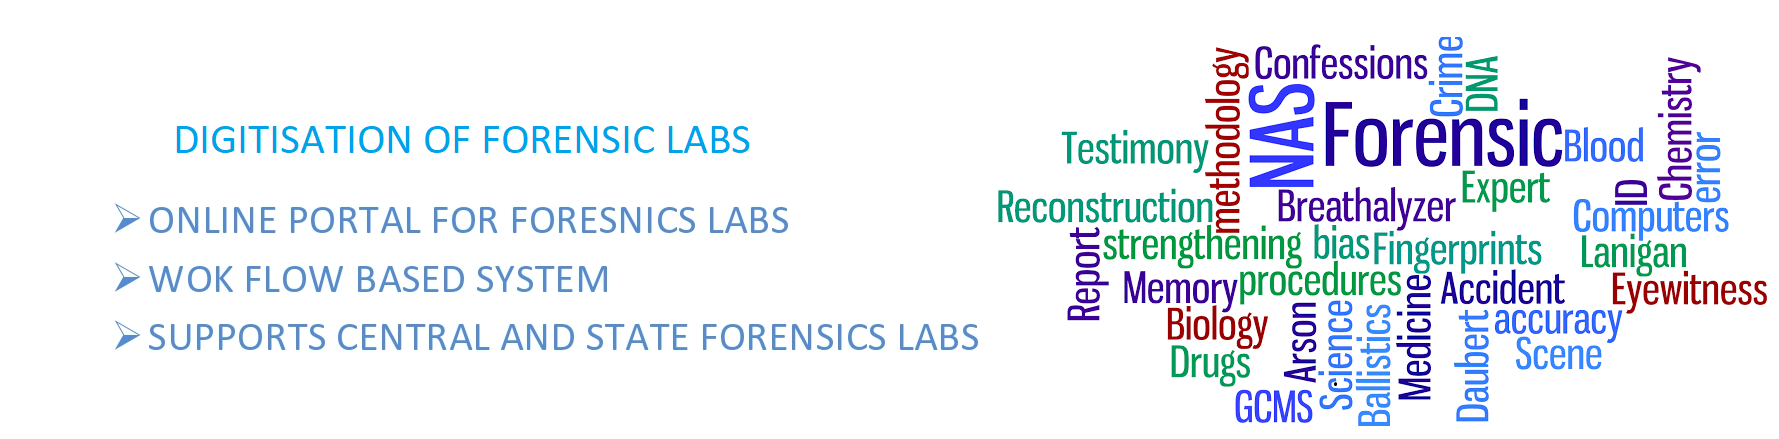 DIGITISATION OF FORENSIC LABS
ONLINE PORTAL FOR FORESNICS LABS
WOK FLOW BASED SYSTEM
SUPPORTS CENTRAL AND STATE FORENSICS LABS
Confessions
Crime
DNA
methodology
NAS
Forensic
Chemistry
Testimony
Blood
error
Expert
ID
Reconstruction
Breathalyzer
Computers
Report
strengthening
bias
Fingerprints
Lanigan
Memory
procedures
Medicine
Accident
Eyewitness
Biology
Arson
Science
Ballistics
Daubert
accuracy
Drugs
Scene
GCMS